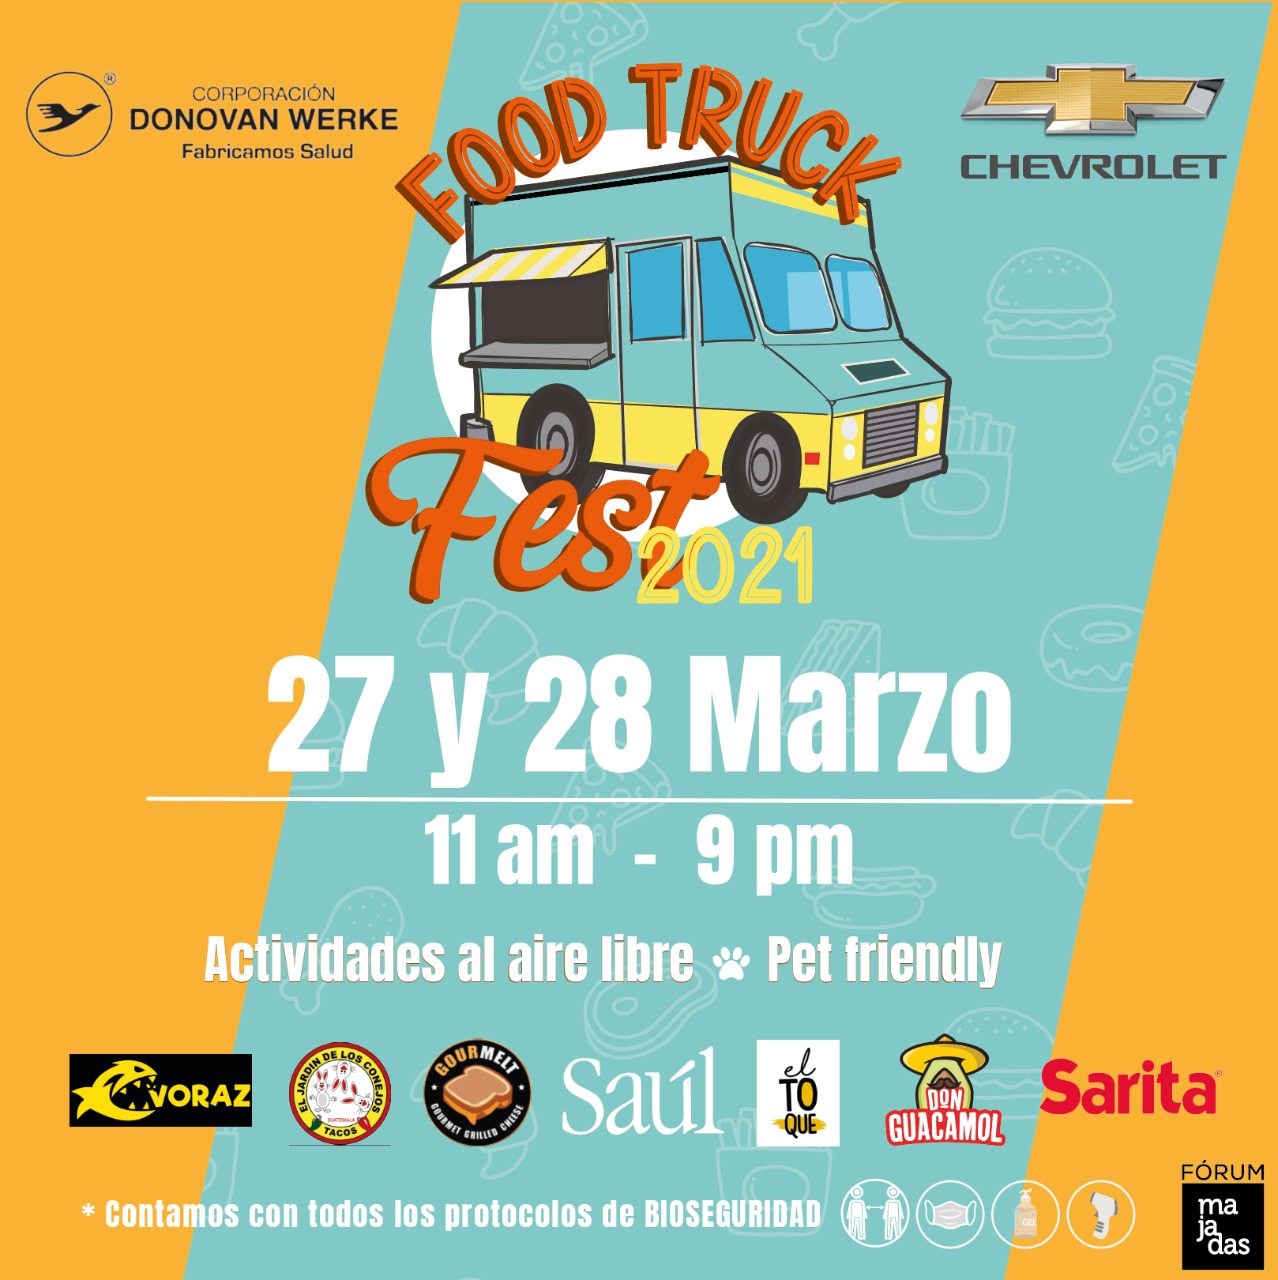 CORPORACIÓN
DONOVAN WERKE
Fabricamos Salud
®
CHEVROLET
FOOD TRUCK
Fest
2021
27 y 28 Marzo
11 am - 9 pm
Actividades al aire libre Pet friendly
VORAZ
EL JARDIN DE LOS CONEJOS
GUATEMALA
TACOS
GOURMELT
GOURMET GRILLED CHEESE
Saúl
el
TO
QUE
DON
GUACAMOL
Sarita®
* Contamos con todos los protocolos de BIOSEGURIDAD
GEL
FÓRUM
ma
ja
das